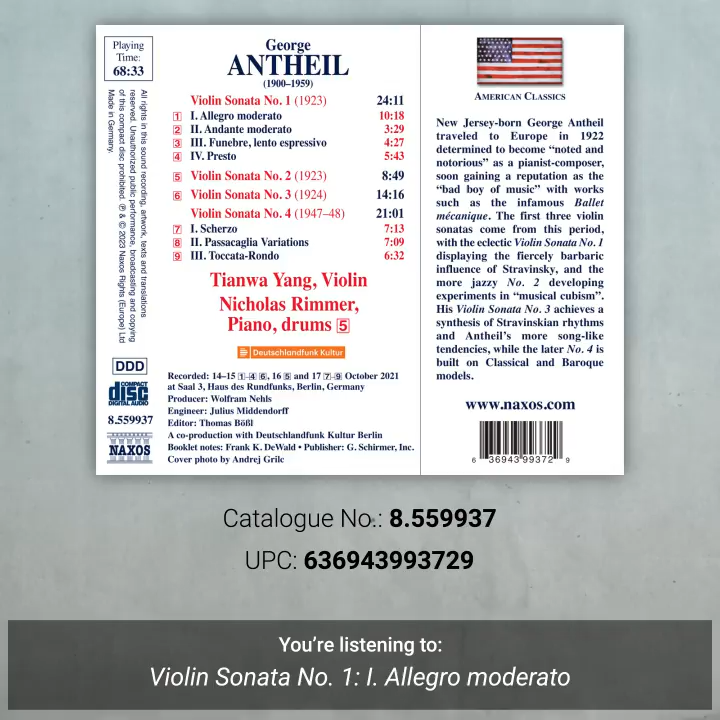 Playing
Time:
68:33
All rights in this sound recording, artwork, texts and translations
reserved. Unauthorized public performance, broadcasting and copying
of this compact disc prohibited. ℗ & © 2023 Naxos Rights (Europe) Ltd
Made in Germany.
DDD
COMPACT
disc
DIGITAL AUDIO
8.559937
NAXOS
George
ANTHEIL
(1900–1959)
Violin Sonata No. 1 (1923) 24:11
1 I. Allegro moderato 10:18
2 II. Andante moderato 3:29
3 III. Funebre, lento espressivo 4:27
4 IV. Presto 5:43
5 Violin Sonata No. 2 (1923) 8:49
6 Violin Sonata No. 3 (1924) 14:16
Violin Sonata No. 4 (1947–48) 21:01
7 I. Scherzo 7:13
8 II. Passacaglia Variations 7:09
9 III. Toccata-Rondo 6:32
Tianwa Yang, Violin
Nicholas Rimmer,
Piano, drums 5
Deutschlandfunk Kultur
Recorded: 14–15 1–4 6, 16 5 and 17 7–9 October 2021
at Saal 3, Haus des Rundfunks, Berlin, Germany
Producer: Wolfram Nehls
Engineer: Julius Middendorff
Editor: Thomas Bößl
A co-production with Deutschlandfunk Kultur Berlin
Booklet notes: Frank K. DeWald • Publisher: G. Schirmer, Inc.
Cover photo by Andrej Grilc
AMERICAN CLASSICS
New Jersey-born George Antheil
traveled to Europe in 1922
determined to become “noted and
notorious” as a pianist-composer,
soon gaining a reputation as the
“bad boy of music” with works
such as the infamous Ballet
mécanique. The first three violin
sonatas come from this period,
with the eclectic Violin Sonata No. 1
displaying the fiercely barbaric
influence of Stravinsky, and the
more jazzy No. 2 developing
experiments in “musical cubism”.
His Violin Sonata No. 3 achieves a
synthesis of Stravinskian rhythms
and Antheil’s more song-like
tendencies, while the later No. 4 is
built on Classical and Baroque
models.
www.naxos.com
6 36943 99372 9
Catalogue No.: 8.559937
UPC: 636943993729
You’re listening to:
Violin Sonata No. 1: I. Allegro moderato